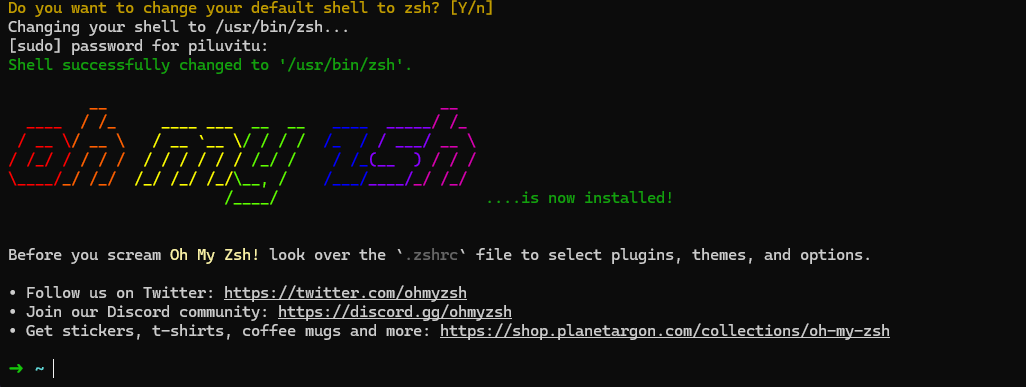 Do you want to change your default shell to zsh? [Y/n]
Changing your shell to /usr/bin/zsh...
[sudo] password for piluvitu:
Shell successfully changed to '/usr/bin/zsh'.
oh my zsh
....is now installed!
Before you scream Oh My Zsh! look over the `.zshrc` file to select plugins, themes, and options.
• Follow us on Twitter: https://twitter.com/ohmyzsh
• Join our Discord community: https://discord.gg/ohmyzsh
• Get stickers, t-shirts, coffee mugs and more: https://shop.planetargon.com/collections/oh-my-zsh
➜ ~